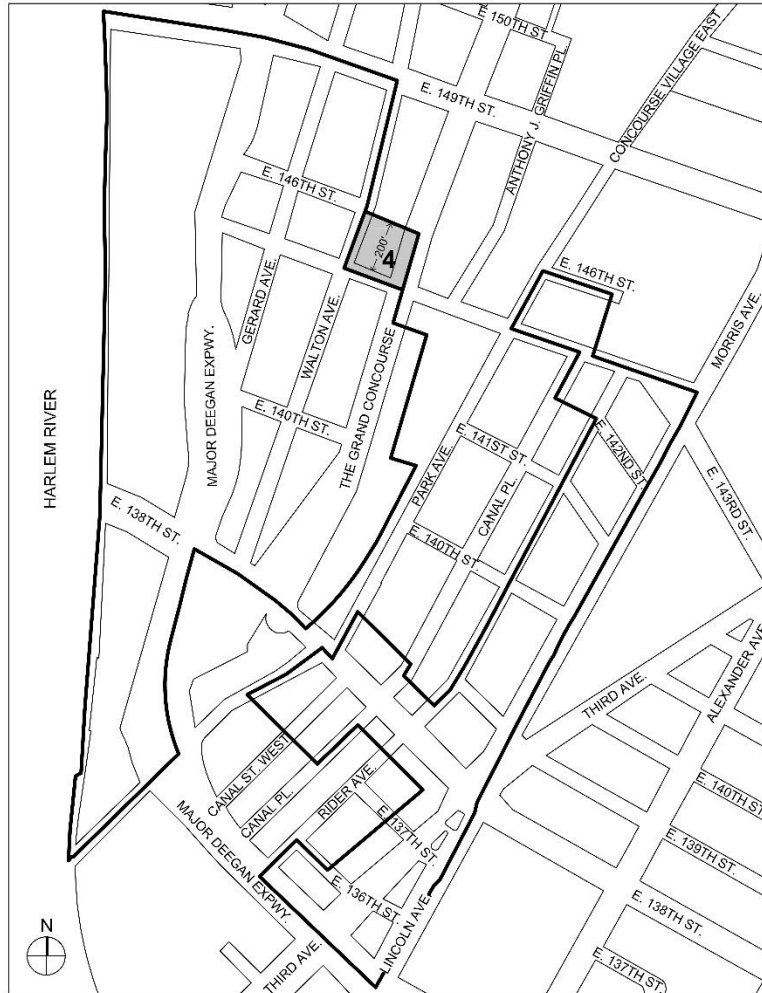 E. 150TH ST.
E. 149TH ST.
ANTHONY J. GRIFFIN PL.
CONCOURSE VILLAGE EAST
E. 146TH ST.
200'
4
E. 146TH ST.
GERARD AVE.
WALTON AVE.
MORRIS AVE.
MAJOR DEEGAN EXPWY.
THE GRAND CONCOURSE
HARLEM RIVER
E. 140TH ST.
E. 141ST ST.
E. 142ND ST.
PARK AVE.
CANAL PL.
E. 143RD ST.
E. 138TH ST.
E. 140TH ST.
THIRD AVE.
ALEXANDER AVE.
CANAL ST. WEST
CANAL PL.
RIDER AVE.
E. 137TH ST.
E. 140TH ST.
MAJOR DEEGAN EXPWY.
E. 139TH ST.
E. 136TH ST.
LINCOLN AVE.
E. 138TH ST.
N
THIRD AVE.
E. 137TH ST.